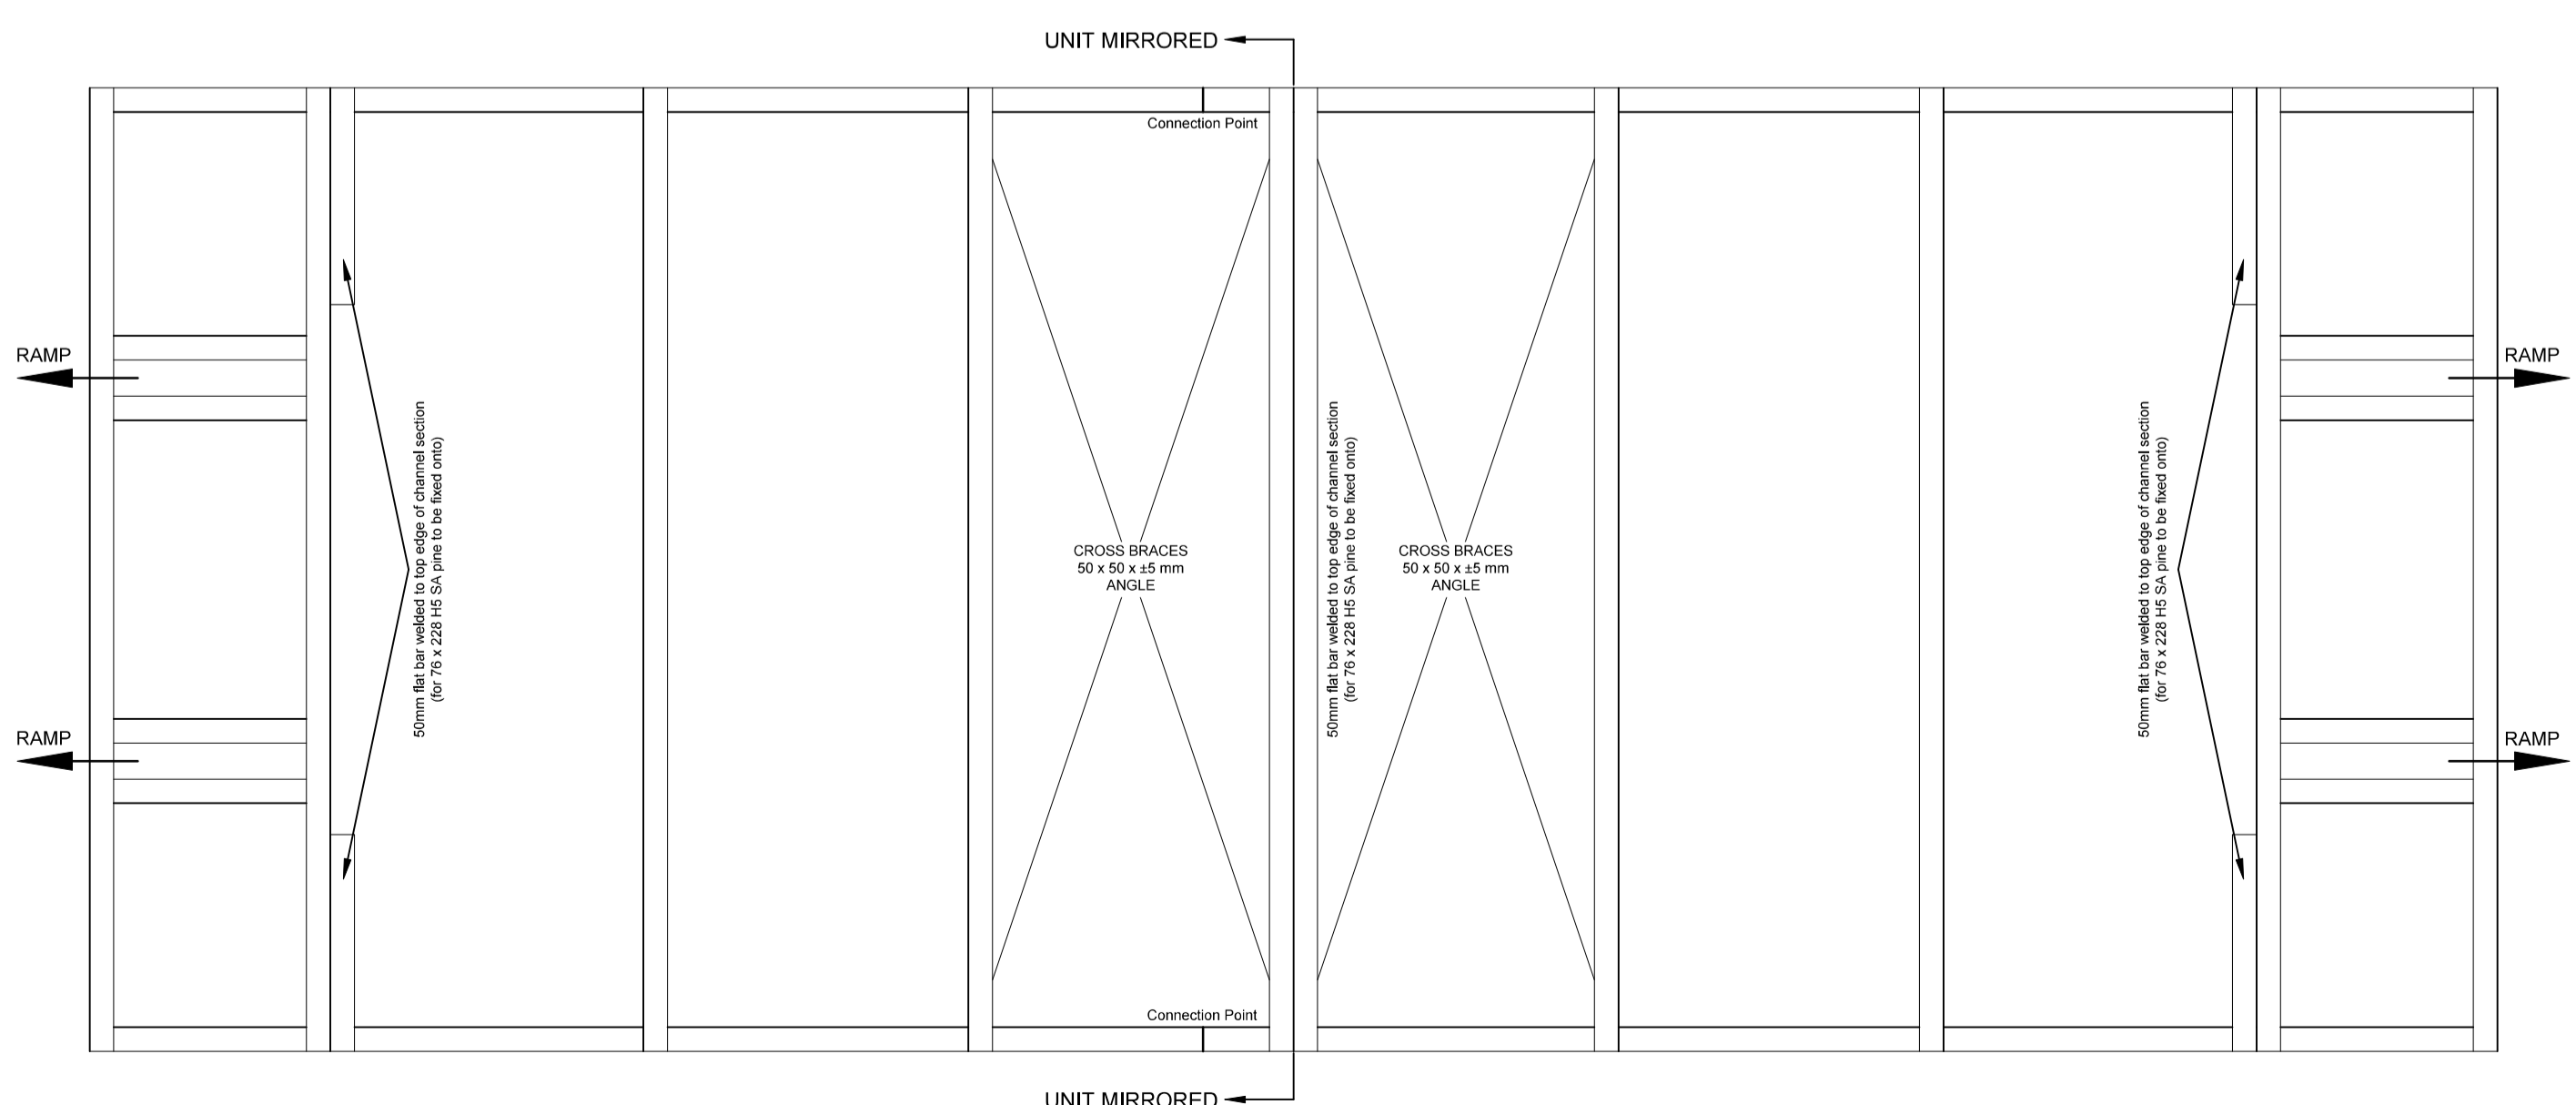 UNIT MIRRORED
Connection Point
RAMP
RAMP
50mm flat bar welded to top edge of channel section
(for 76 x 228 H5 SA pine to be fixed onto)
CROSS BRACES
50 x 50 x ±5 mm
ANGLE
50mm flat bar welded to top edge of channel section
(for 76 x 228 H5 SA pine to be fixed onto)
CROSS BRACES
50 x 50 x ±5 mm
ANGLE
50mm flat bar welded to top edge of channel section
(for 76 x 228 H5 SA pine to be fixed onto)
RAMP
RAMP
Connection Point
UNIT MIRRORED